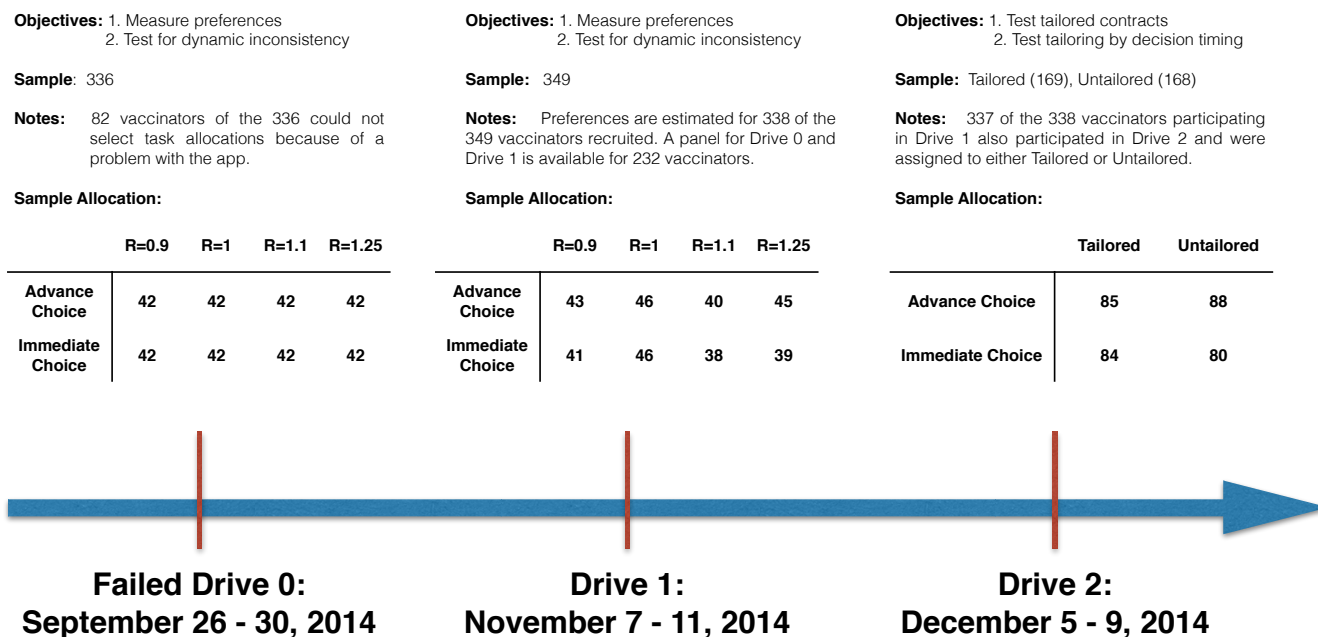 Objectives: 1. Measure preferences
2. Test for dynamic inconsistency
Sample: 336
Notes: 82 vaccinators of the 336 could not
select task allocations because of a
problem with the app.
Sample Allocation:
R=0.9 R=1 R=1.1 R=1.25
Advance
Choice
42 42 42 42
Immediate
Choice
42 42 42 42
Objectives: 1. Measure preferences
2. Test for dynamic inconsistency
Sample: 349
Notes: Preferences are estimated for 338 of the
349 vaccinators recruited. A panel for Drive 0 and
Drive 1 is available for 232 vaccinators.
Sample Allocation:
R=0.9 R=1 R=1.1 R=1.25
Advance
Choice
43 46 40 45
Immediate
Choice
41 46 38 39
Objectives: 1. Test tailored contracts
2. Test tailoring by decision timing
Sample: Tailored (169), Untailored (168)
Notes: 337 of the 338 vaccinators participating
in Drive 1 also participated in Drive 2 and were
assigned to either Tailored or Untailored.
Sample Allocation:
Tailored Untailored
Advance Choice 85 88
Immediate Choice 84 80
Failed Drive 0:
September 26 - 30, 2014
Drive 1:
November 7 - 11, 2014
Drive 2:
December 5 - 9, 2014